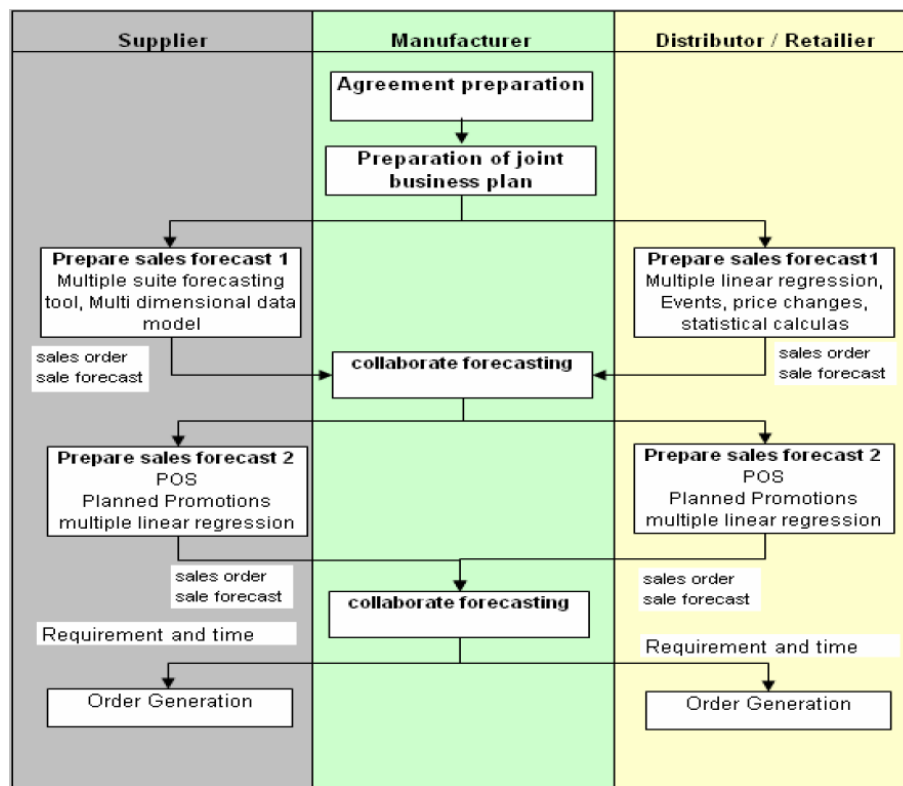 Supplier
Manufacturer
Distributor / Retailier
Agreement preparation
Preparation of joint
business plan
Prepare sales forecast 1
Multiple suite forecasting
tool, Multi dimensional data
model
Prepare sales forecast1
Multiple linear regression,
Events, price changes,
statistical calculas
sales order
sale forecast
collaborate forecasting
sales order
sale forecast
Prepare sales forecast 2
POS
Planned Promotions
multiple linear regression
Prepare sales forecast 2
POS
Planned Promotions
multiple linear regression
sales order
sale forecast
collaborate forecasting
sales order
sale forecast
Requirement and time
Requirement and time
Order Generation
Order Generation